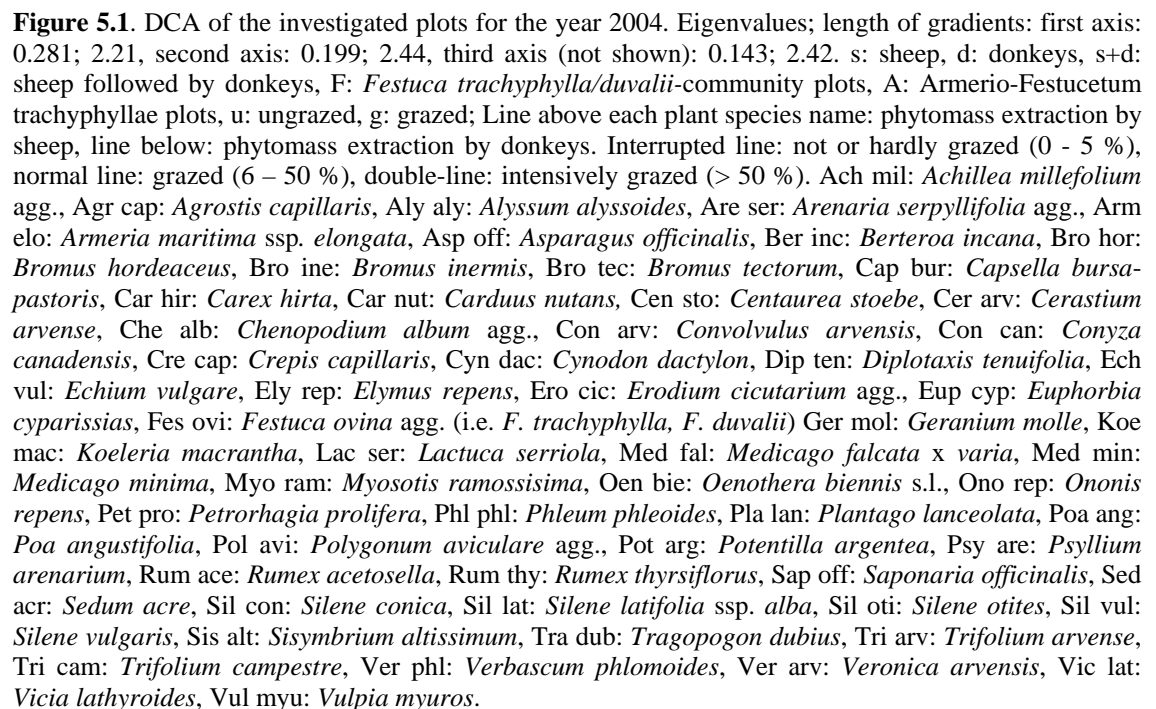 Figure 5.1. DCA of the investigated plots for the year 2004. Eigenvalues; length of gradients: first axis:
0.281; 2.21, second axis: 0.199; 2.44, third axis (not shown): 0.143; 2.42. s: sheep, d: donkeys, s+d:
sheep followed by donkeys, F: Festuca trachyphylla/duvalii-community plots, A: Armerio-Festucetum
trachyphyllae plots, u: ungrazed, g: grazed; Line above each plant species name: phytomass extraction by
sheep, line below: phytomass extraction by donkeys. Interrupted line: not or hardly grazed (0 - 5 %),
normal line: grazed (6 – 50 %), double-line: intensively grazed (> 50 %). Ach mil: Achillea millefolium
agg., Agr cap: Agrostis capillaris, Aly aly: Alyssum alyssoides, Are ser: Arenaria serpyllifolia agg., Arm
elo: Armeria maritima ssp. elongata, Asp off: Asparagus officinalis, Ber inc: Berteroa incana, Bro hor:
Bromus hordeaceus, Bro ine: Bromus inermis, Bro tec: Bromus tectorum, Cap bur: Capsella bursa-
pastoris, Car hir: Carex hirta, Car nut: Carduus nutans, Cen sto: Centaurea stoebe, Cer arv: Cerastium
arvense, Che alb: Chenopodium album agg., Con arv: Convolvulus arvensis, Con can: Conyza
canadensis, Cre cap: Crepis capillaris, Cyn dac: Cynodon dactylon, Dip ten: Diplotaxis tenuifolia, Ech
vul: Echium vulgare, Ely rep: Elymus repens, Ero cic: Erodium cicutarium agg., Eup cyp: Euphorbia
cyparissias, Fes ovi: Festuca ovina agg. (i.e. F. trachyphylla, F. duvalii) Ger mol: Geranium molle, Koe
mac: Koeleria macrantha, Lac ser: Lactuca serriola, Med fal: Medicago falcata x varia, Med min:
Medicago minima, Myo ram: Myosotis ramossisima, Oen bie: Oenothera biennis s.l., Ono rep: Ononis
repens, Pet pro: Petrorhagia prolifera, Phl phl: Phleum phleoides, Pla lan: Plantago lanceolata, Poa ang:
Poa angustifolia, Pol avi: Polygonum aviculare agg., Pot arg: Potentilla argentea, Psy are: Psyllium
arenarium, Rum ace: Rumex acetosella, Rum thy: Rumex thyrsiflorus, Sap off: Saponaria officinalis, Sed
acr: Sedum acre, Sil con: Silene conica, Sil lat: Silene latifolia ssp. alba, Sil oti: Silene otites, Sil vul:
Silene vulgaris, Sis alt: Sisymbrium altissimum, Tra dub: Tragopogon dubius, Tri arv: Trifolium arvense,
Tri cam: Trifolium campestre, Ver phl: Verbascum phlomoides, Ver arv: Veronica arvensis, Vic lat:
Vicia lathyroides, Vul myu: Vulpia myuros.